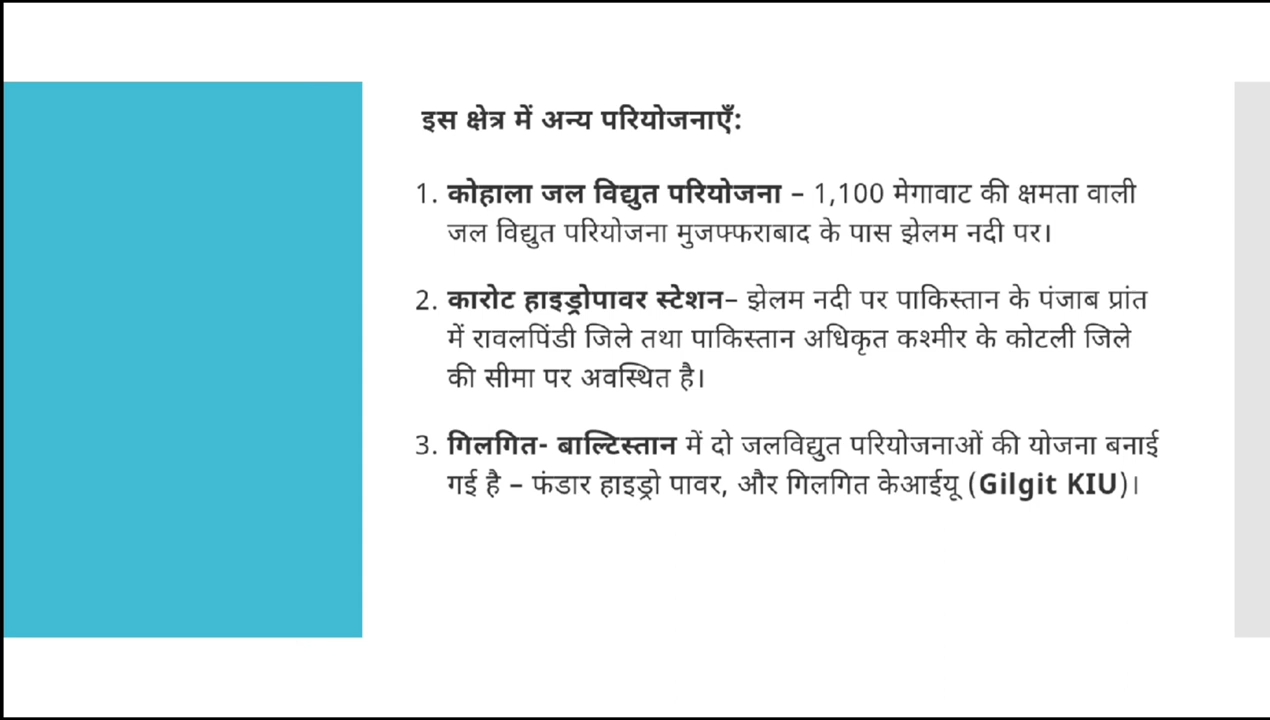 इस क्षेत्र में अन्य परियोजनाएँ:
1. कोहाला जल विद्युत परियोजना – 1,100 मेगावाट की क्षमता वाली
जल विद्युत परियोजना मुजफ्फराबाद के पास झेलम नदी पर।
2. कारोट हाइड्रोपावर स्टेशन– झेलम नदी पर पाकिस्तान के पंजाब प्रांत
में रावलपिंडी जिले तथा पाकिस्तान अधिकृत कश्मीर के कोटली जिले
की सीमा पर अवस्थित है।
3. गिलगित- बाल्टिस्तान में दो जलविद्युत परियोजनाओं की योजना बनाई
गई है – फंडार हाइड्रो पावर, और गिलगित केआईयू (Gilgit KIU)।